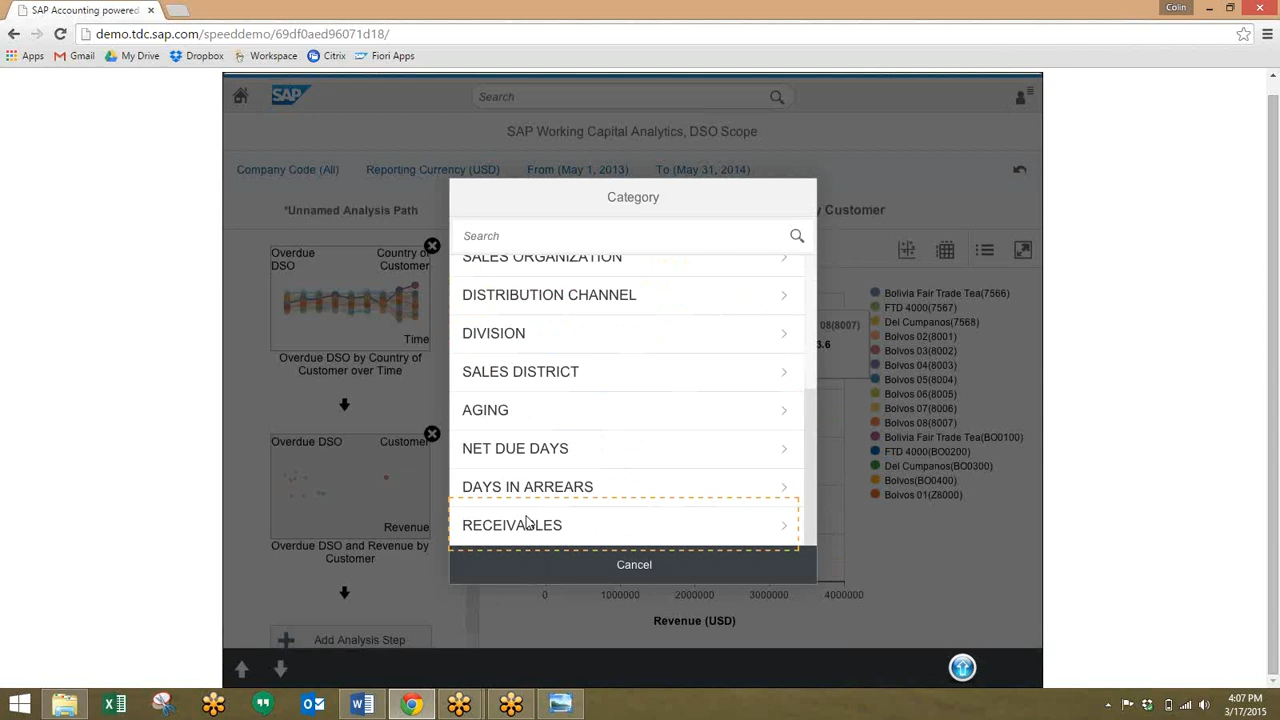 SAP Accounting powered
Colin
demo.tdc.sap.com/speeddemo/69df0aed96071d18/
Apps Gmail My Drive Dropbox Workspace Citrix Fiori Apps
SAP Search
SAP Working Capital Analytics, DSO Scope
Company Code (All) Reporting Currency (USD) From (May 1, 2013) To (May 31, 2014)
*Unnamed Analysis Path
y Customer
Overdue DSO
Country of Customer
Time
Overdue DSO by Country of
Customer over Time
Overdue DSO Customer
Revenue
Overdue DSO and Revenue by
Customer
Add Analysis Step
Category
Search
SALES ORGANIZATION
DISTRIBUTION CHANNEL
DIVISION
SALES DISTRICT
AGING
NET DUE DAYS
DAYS IN ARREARS
RECEIVABLES
Cancel
08(8007)
3.6
Bolivia Fair Trade Tea(7566)
FTD 4000(7567)
Del Cumpanos(7568)
Bolvos 02(8001)
Bolvos 03(8002)
Bolvos 04(8003)
Bolvos 05(8004)
Bolvos 06(8005)
Bolvos 07(8006)
Bolvos 08(8007)
Bolivia Fair Trade Tea(BO0100)
FTD 4000(BO0200)
Del Cumpanos(BO0300)
Bolvos(BO0400)
Bolvos 01(Z8000)
0 1000000 2000000 3000000 4000000
Revenue (USD)
4:07 PM
3/17/2015